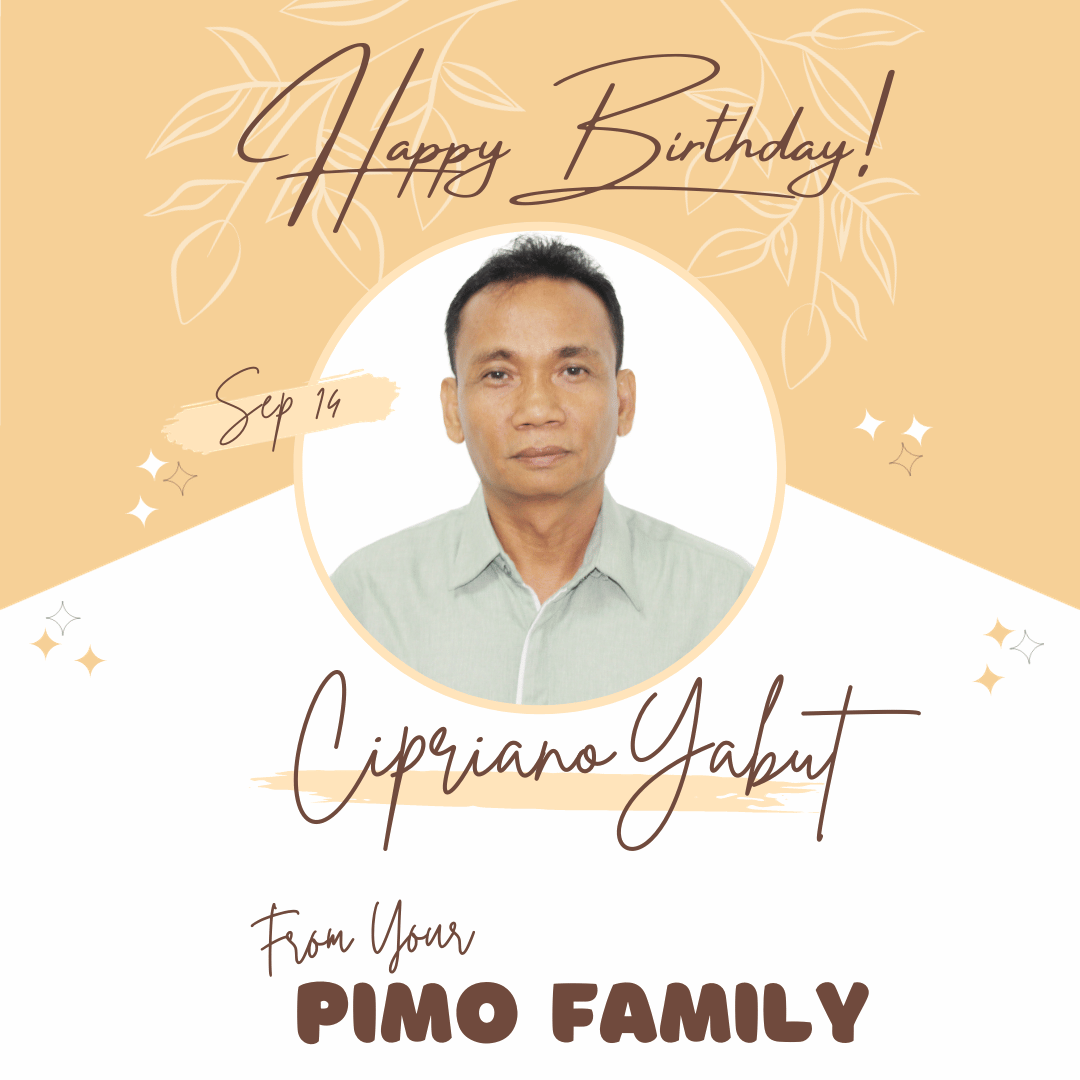 Happy Birthday!
Sep 14
Cipriano Yabut
From Your
PIMO FAMILY